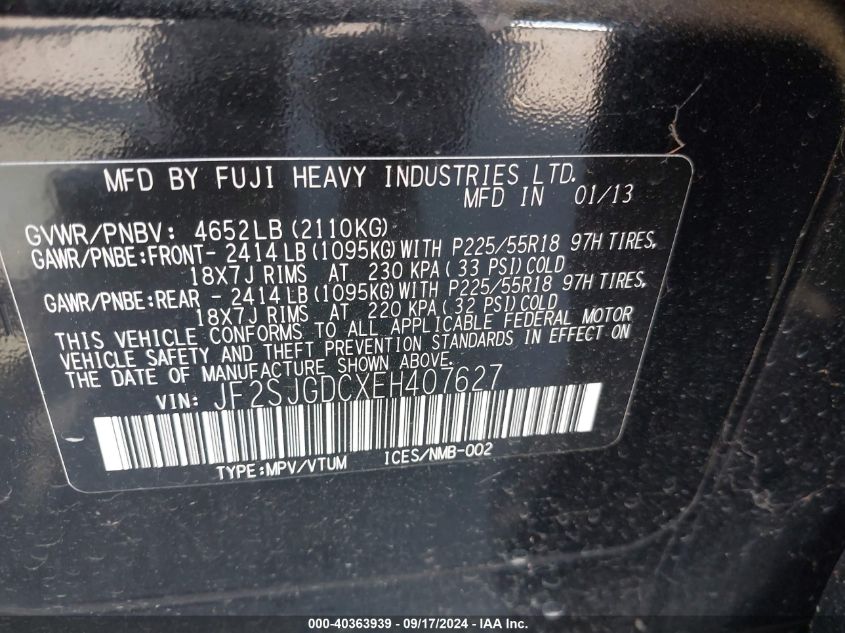 MFD BY FUJI HEAVY INDUSTRIES LTD.
MFD IN 01/13
GVWR/PNBV: 4652LB(2110KG)
GAWR/PNBE:FRONT- 2414LB(1095KG)WITH P225/55R18 97H TIRES,
18X7J RIMS AT 230 KPA(33 PSI)COLD
GAWR/PNBE:REAR - 2414LB(1095KG)WITH P225/55R18 97H TIRES,
18X7J RIMS AT 220 KPA(32 PSI)COLD
THIS VEHICLE CONFORMS TO ALL APPLICABLE FEDERAL MOTOR
VEHICLE SAFETY AND THEFT PREVENTION STANDARDS IN EFFECT ON
THE DATE OF MANUFACTURE SHOWN ABOVE.
VIN: JF2SJGDCXEH407627
TYPE:MPV/VTUM ICES/NMB-002
000-40363939 - 09/17/2024 - IAA Inc.